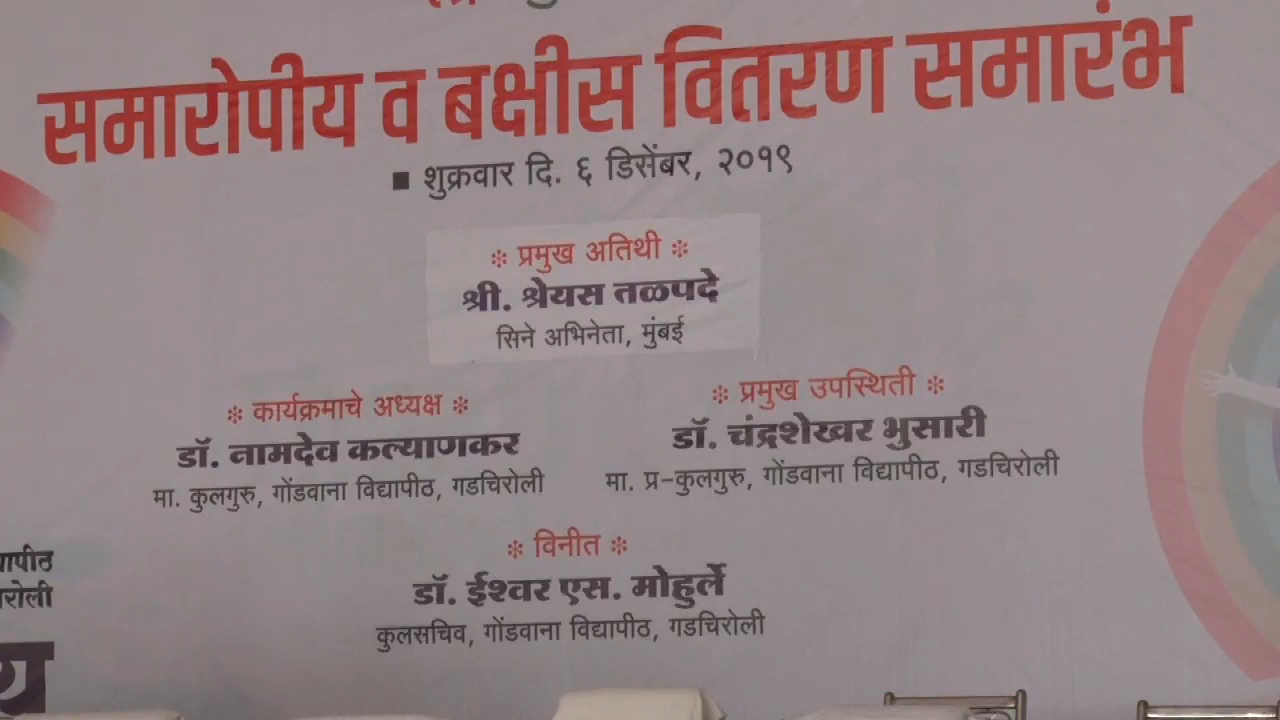 समारोपीय व बक्षीस वितरण समारंभ
■ शुक्रवार दि. ६ डिसेंबर, २०१९
❇ प्रमुख अतिथी ❇
श्री. श्रेयस तळपदे
सिने अभिनेता, मुंबई
❇ कार्यक्रमाचे अध्यक्ष ❇
डॉ. नामदेव कल्याणकर
मा. कुलगुरु, गोंडवाना विद्यापीठ, गडचिरोली
❇ प्रमुख उपस्थिती ❇
डॉ. चंद्रशेखर भुसारी
मा. प्र-कुलगुरु, गोंडवाना विद्यापीठ, गडचिरोली
❇ विनीत ❇
डॉ. ईश्वर एस. मोहुर्ले
कुलसचिव, गोंडवाना विद्यापीठ, गडचिरोली